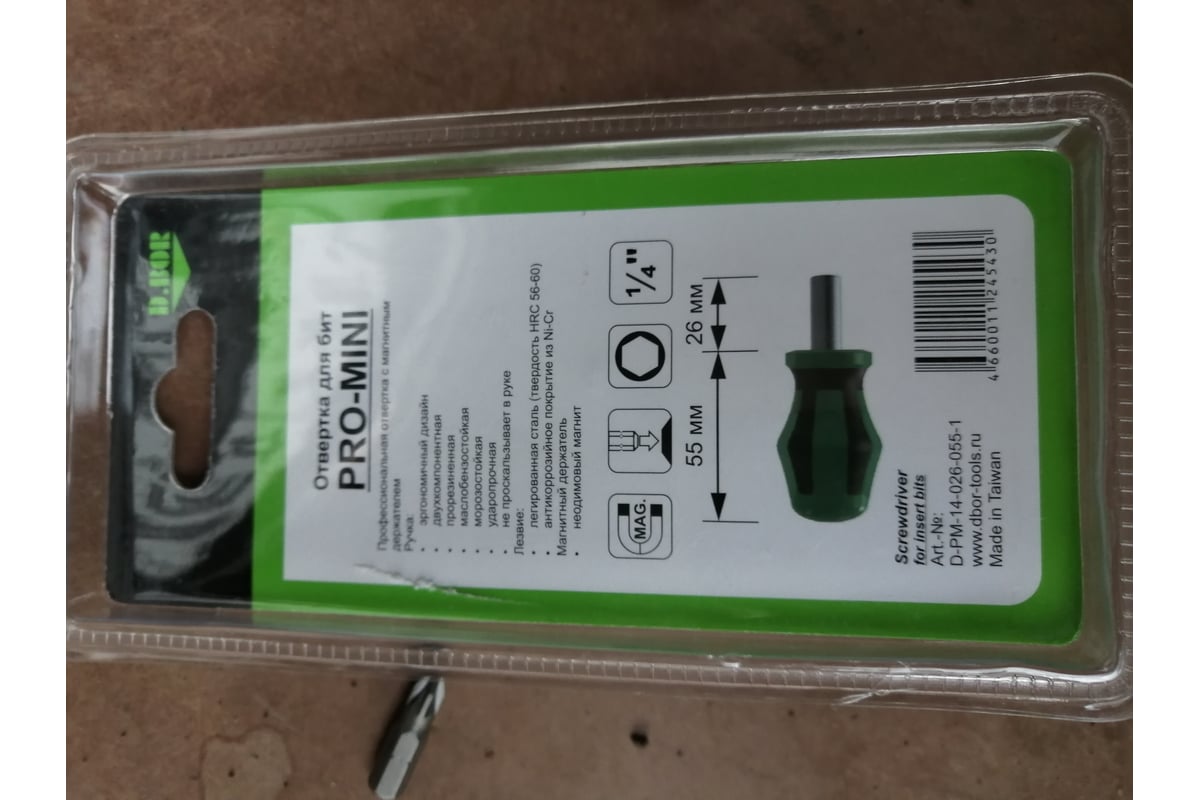 D.BOR
Отвертка для бит
PRO-MINI
Профессиональная отвертка с магнитным
держателем
Ручка:
• эргономичный дизайн
• двухкомпонентная
• прорезиненная
• маслобензостойкая
• морозостойкая
• ударопрочная
• не проскальзывает в руке
Лезвие:
• легированная сталь (твердость HRC 56-60)
• антикоррозийное покрытие из Ni-Cr
Магнитный держатель
• неодимовый магнит
MAG.
1/4"
55 мм
26 мм
Screwdriver
for insert bits
Art.-№:
D-PM-14-026-055-1
www.dbor-tools.ru
Made in Taiwan
4 660011 245430